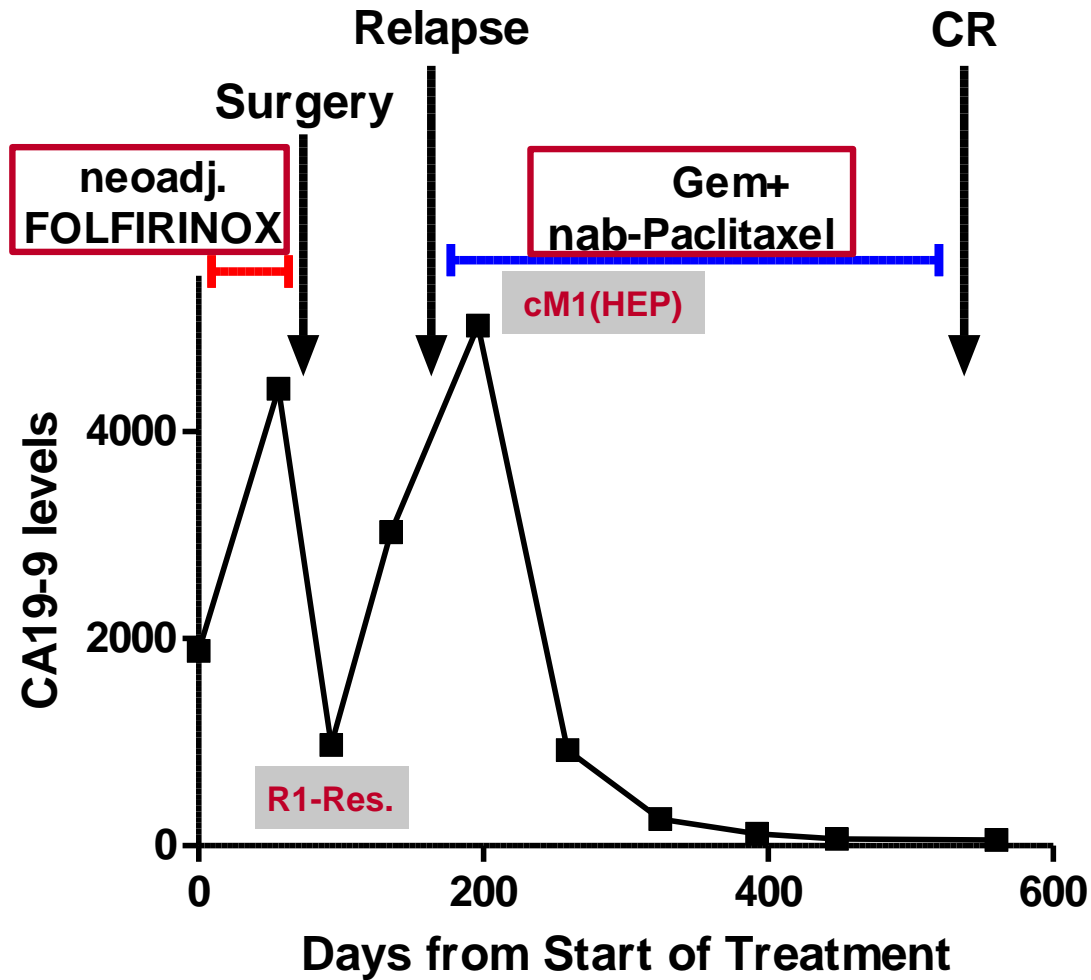 Relapse
CR
Surgery
neoadj.
FOLFIRINOX
Gem+
nab-Paclitaxel
cM1(HEP)
4000
2000
0
CA19-9 levels
R1-Res.
0
200
400
600
Days from Start of Treatment